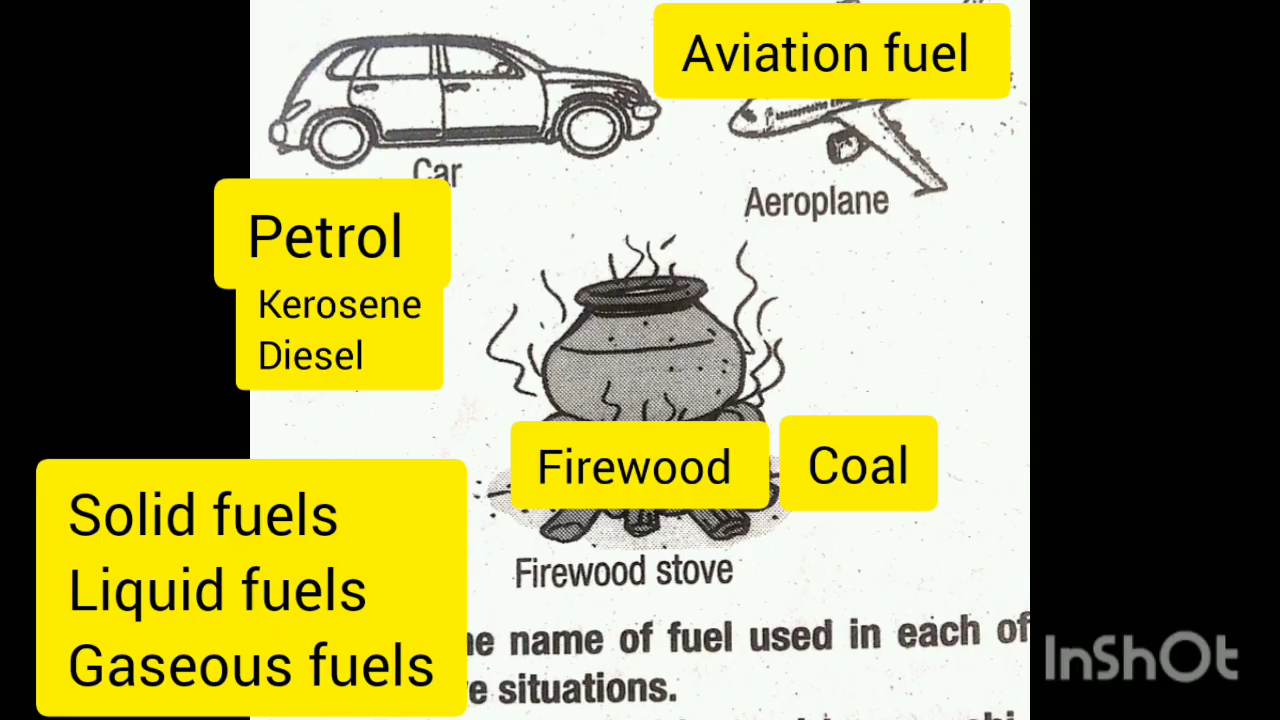 Aviation fuel
Car
Aeroplane
Petrol
Kerosene
Diesel
Firewood
Coal
Solid fuels
Liquid fuels
Gaseous fuels
Firewood stove
name of fuel used in each of
situations.
InShOt